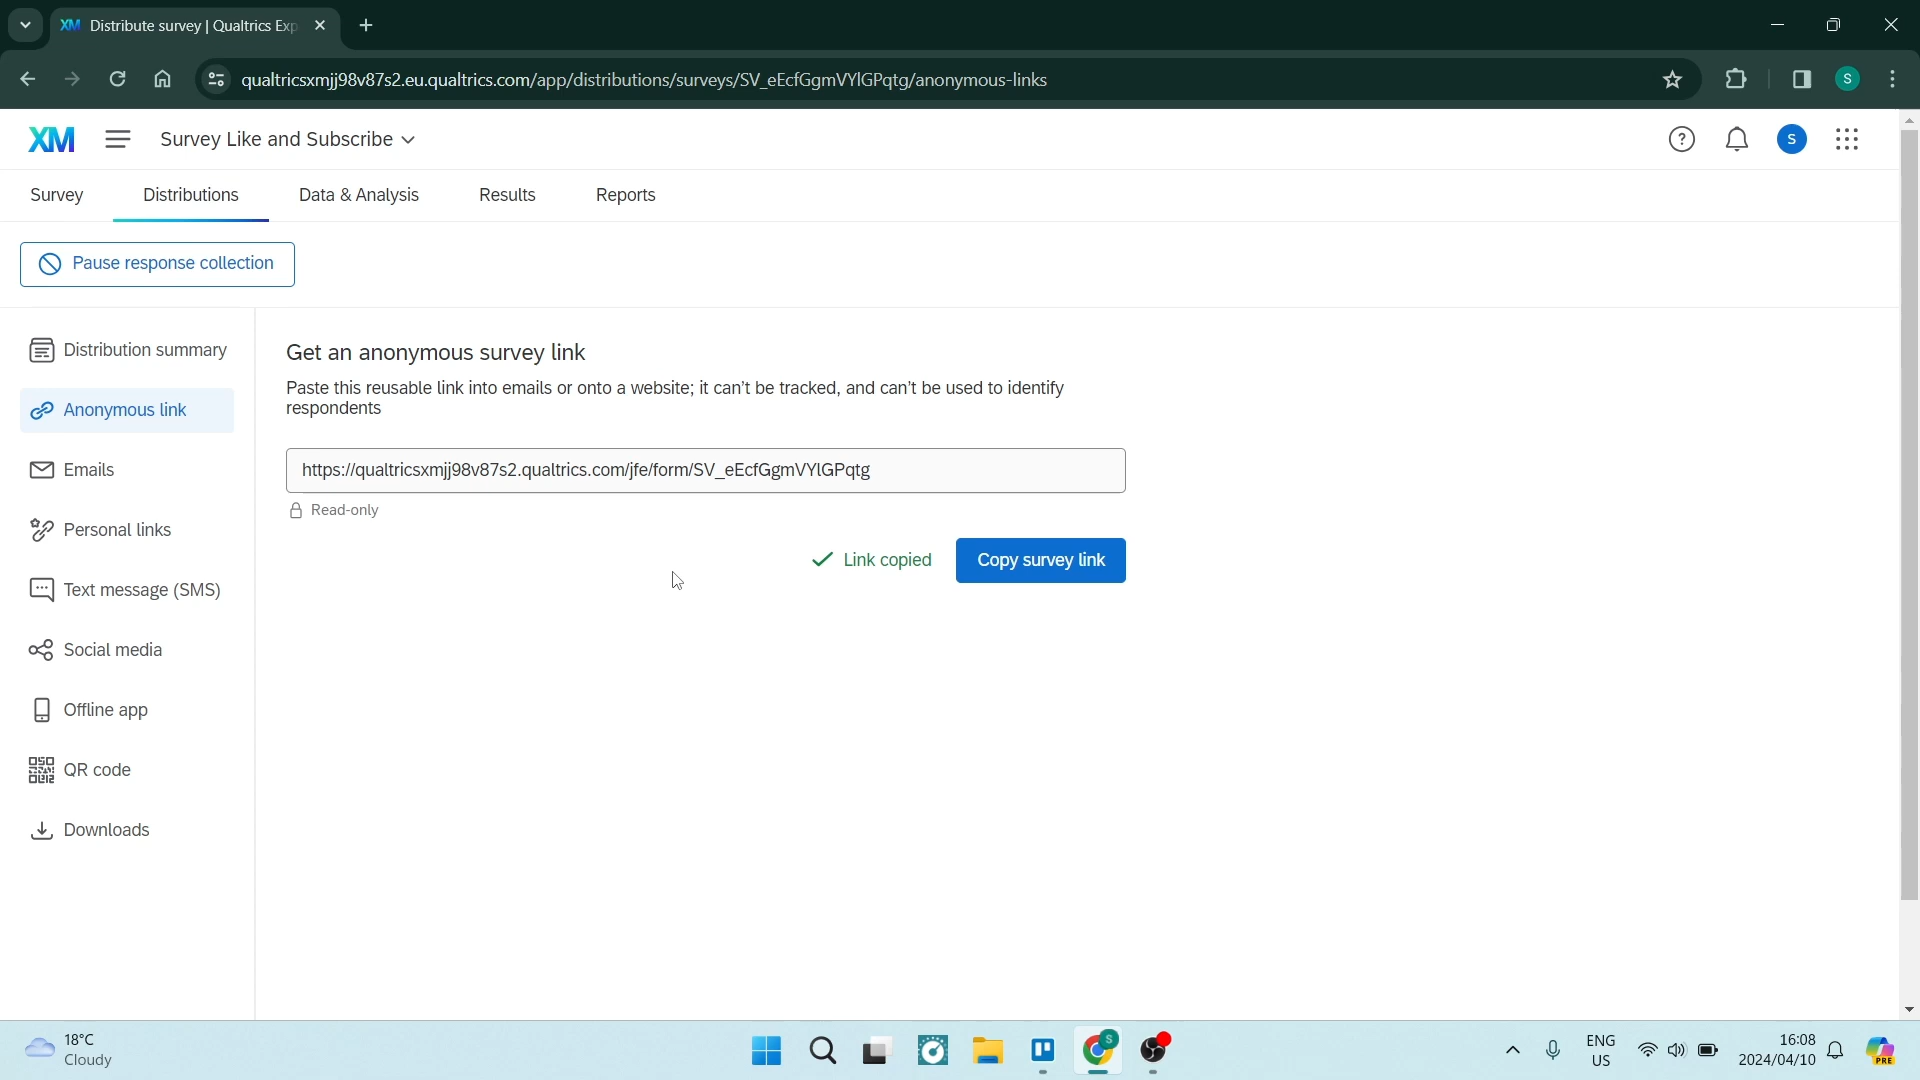 Distribute survey | Qualtrics Exp
qualtricsxmjj98v87s2.eu.qualtrics.com/app/distributions/surveys/SV_eEcfGgmVYlGPqtg/anonymous-links
S
XM
Survey Like and Subscribe
S
Survey
Distributions
Data & Analysis
Results
Reports
Pause response collection
Distribution summary
Anonymous link
Emails
Personal links
Text message (SMS)
Social media
Offline app
QR code
Downloads
Get an anonymous survey link
Paste this reusable link into emails or onto a website; it can't be tracked, and can't be used to identify
respondents
https://qualtricsxmjj98v87s2.qualtrics.com/jfe/form/SV_eEcfGgmVYlGPqtg
Read-only
Link copied
Copy survey link
18°C
Cloudy
S
ENG
US
16:08
2024/04/10
PRE